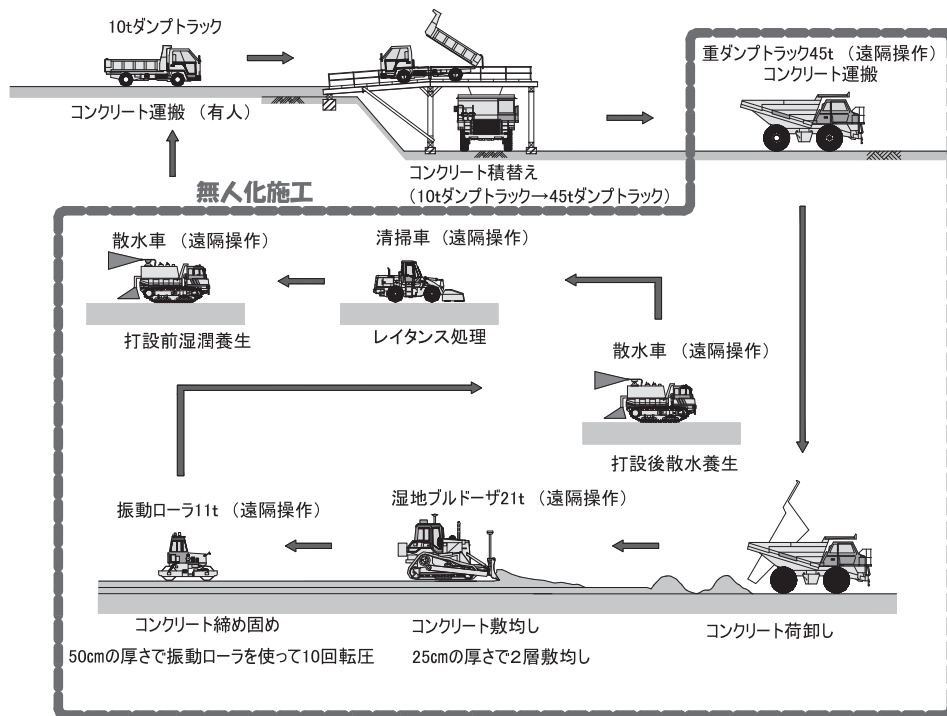 10tダンプトラック
コンクリート運搬 (有人)
重ダンプトラック45t (遠隔操作)
コンクリート運搬
コンクリート積替え
(10tダンプトラック→45tダンプトラック)
無人化施工
散水車 (遠隔操作)
打設前湿潤養生
清掃車 (遠隔操作)
レイタンス処理
散水車 (遠隔操作)
打設後散水養生
振動ローラ11t (遠隔操作)
湿地ブルドーザ21t (遠隔操作)
コンクリート締め固め
50cmの厚さで振動ローラを使って10回転圧
コンクリート敷均し
25cmの厚さで2層敷均し
コンクリート荷卸し